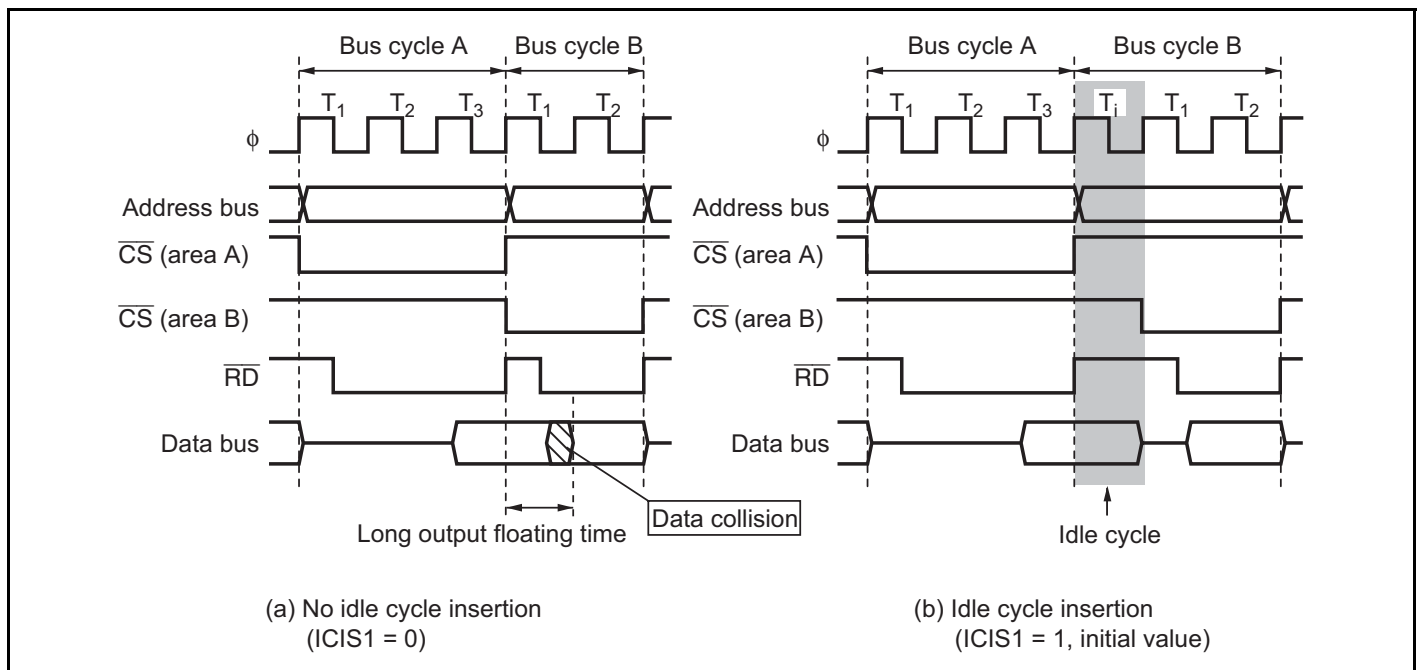 Bus cycle A Bus cycle B
T1 T2 T3 T1 T2
ϕ
Address bus
CS (area A)
CS (area B)
RD
Data bus
Data collision
Long output floating time
(a) No idle cycle insertion
(ICIS1 = 0)
Bus cycle A Bus cycle B
T1 T2 T3 Ti T1 T2
ϕ
Address bus
CS (area A)
CS (area B)
RD
Data bus
Idle cycle
(b) Idle cycle insertion
(ICIS1 = 1, initial value)